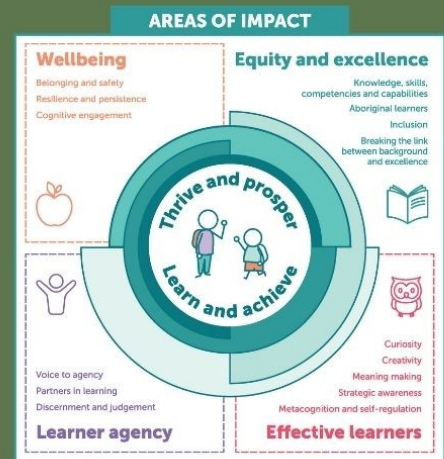 AREAS OF IMPACT
Wellbeing
Belonging and safety
Resilience and persistence
Cognitive engagement
Equity and excellence
Knowledge, skills,
competencies and capabilities
Aboriginal learners
Inclusion
Breaking the link
between background
and excellence
Thrive and prosper
Learn and achieve
Voice to agency
Partners in learning
Discernment and judgement
Learner agency
Curiosity
Creativity
Meaning making
Strategic awareness
Metacognition and self-regulation
Effective learners